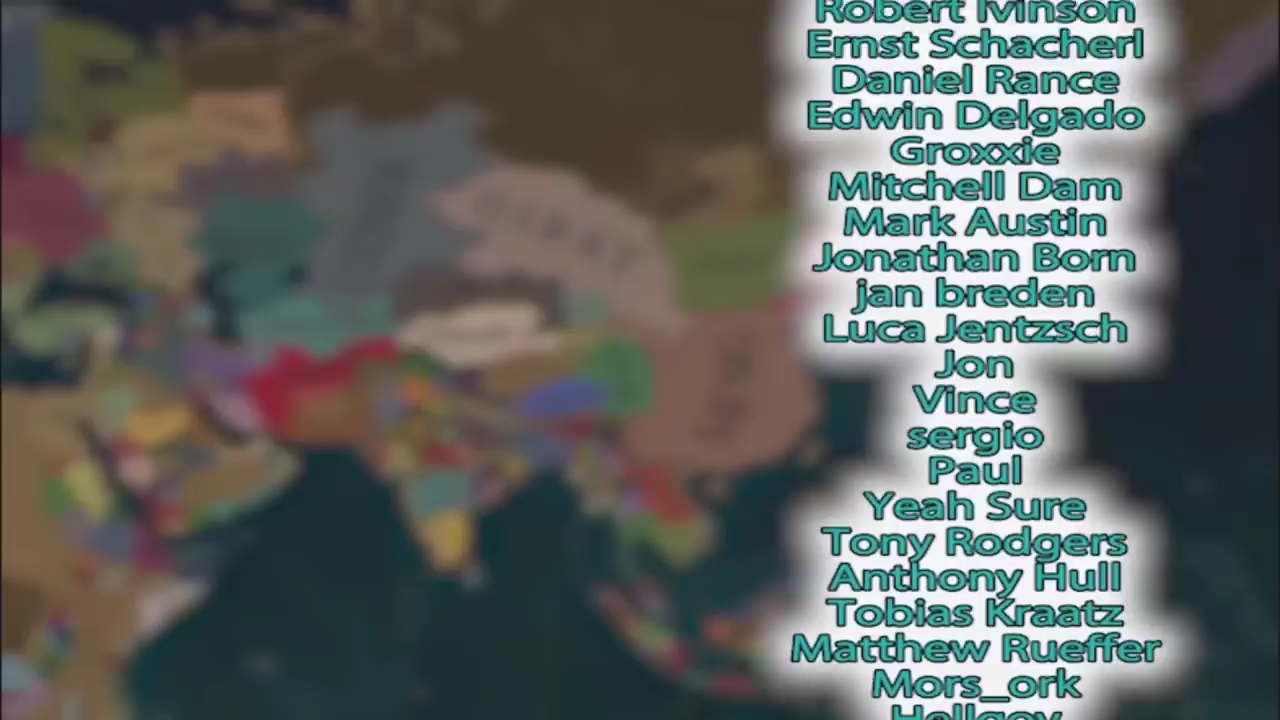 Robert Ivinson
Ernst Schacherl
Daniel Rance
Edwin Delgado
Groxxie
Mitchell Dam
Mark Austin
Jonathan Born
jan breden
Luca Jentzsch
Jon
Vince
sergio
Paul
Yeah Sure
Tony Rodgers
Anthony Hull
Tobias Kraatz
Matthew Rueffer
Mors_ork